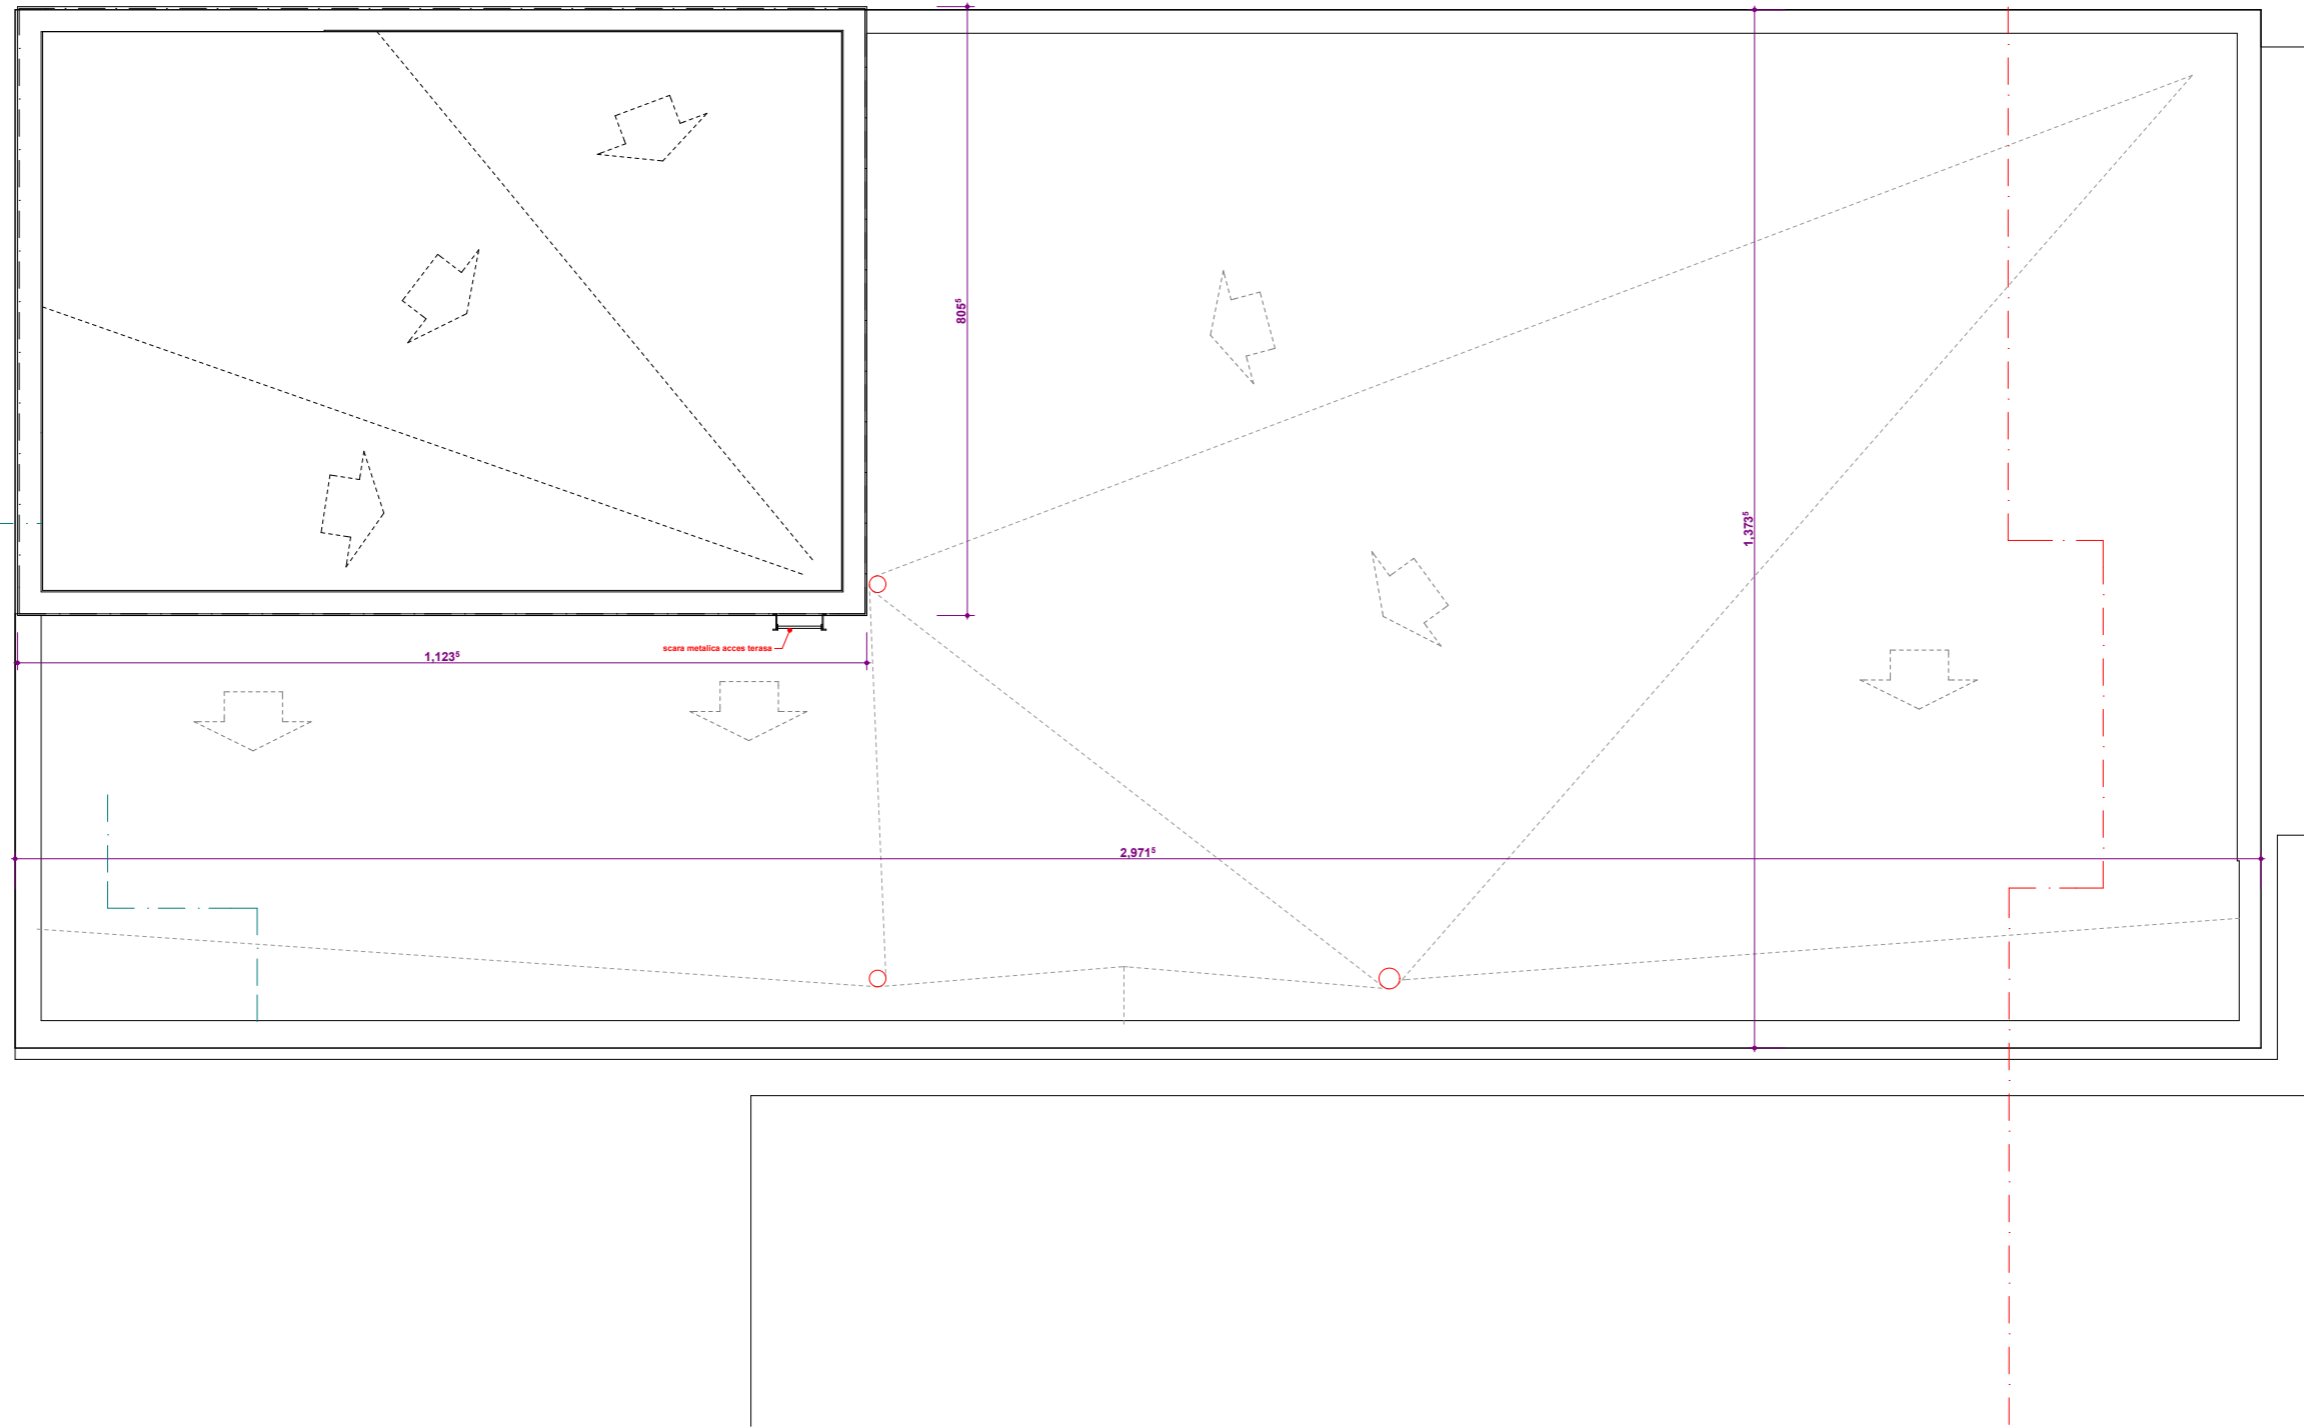 805⁵
1,373⁵
scara metalica acces terasa
1,123⁵
2,971⁵